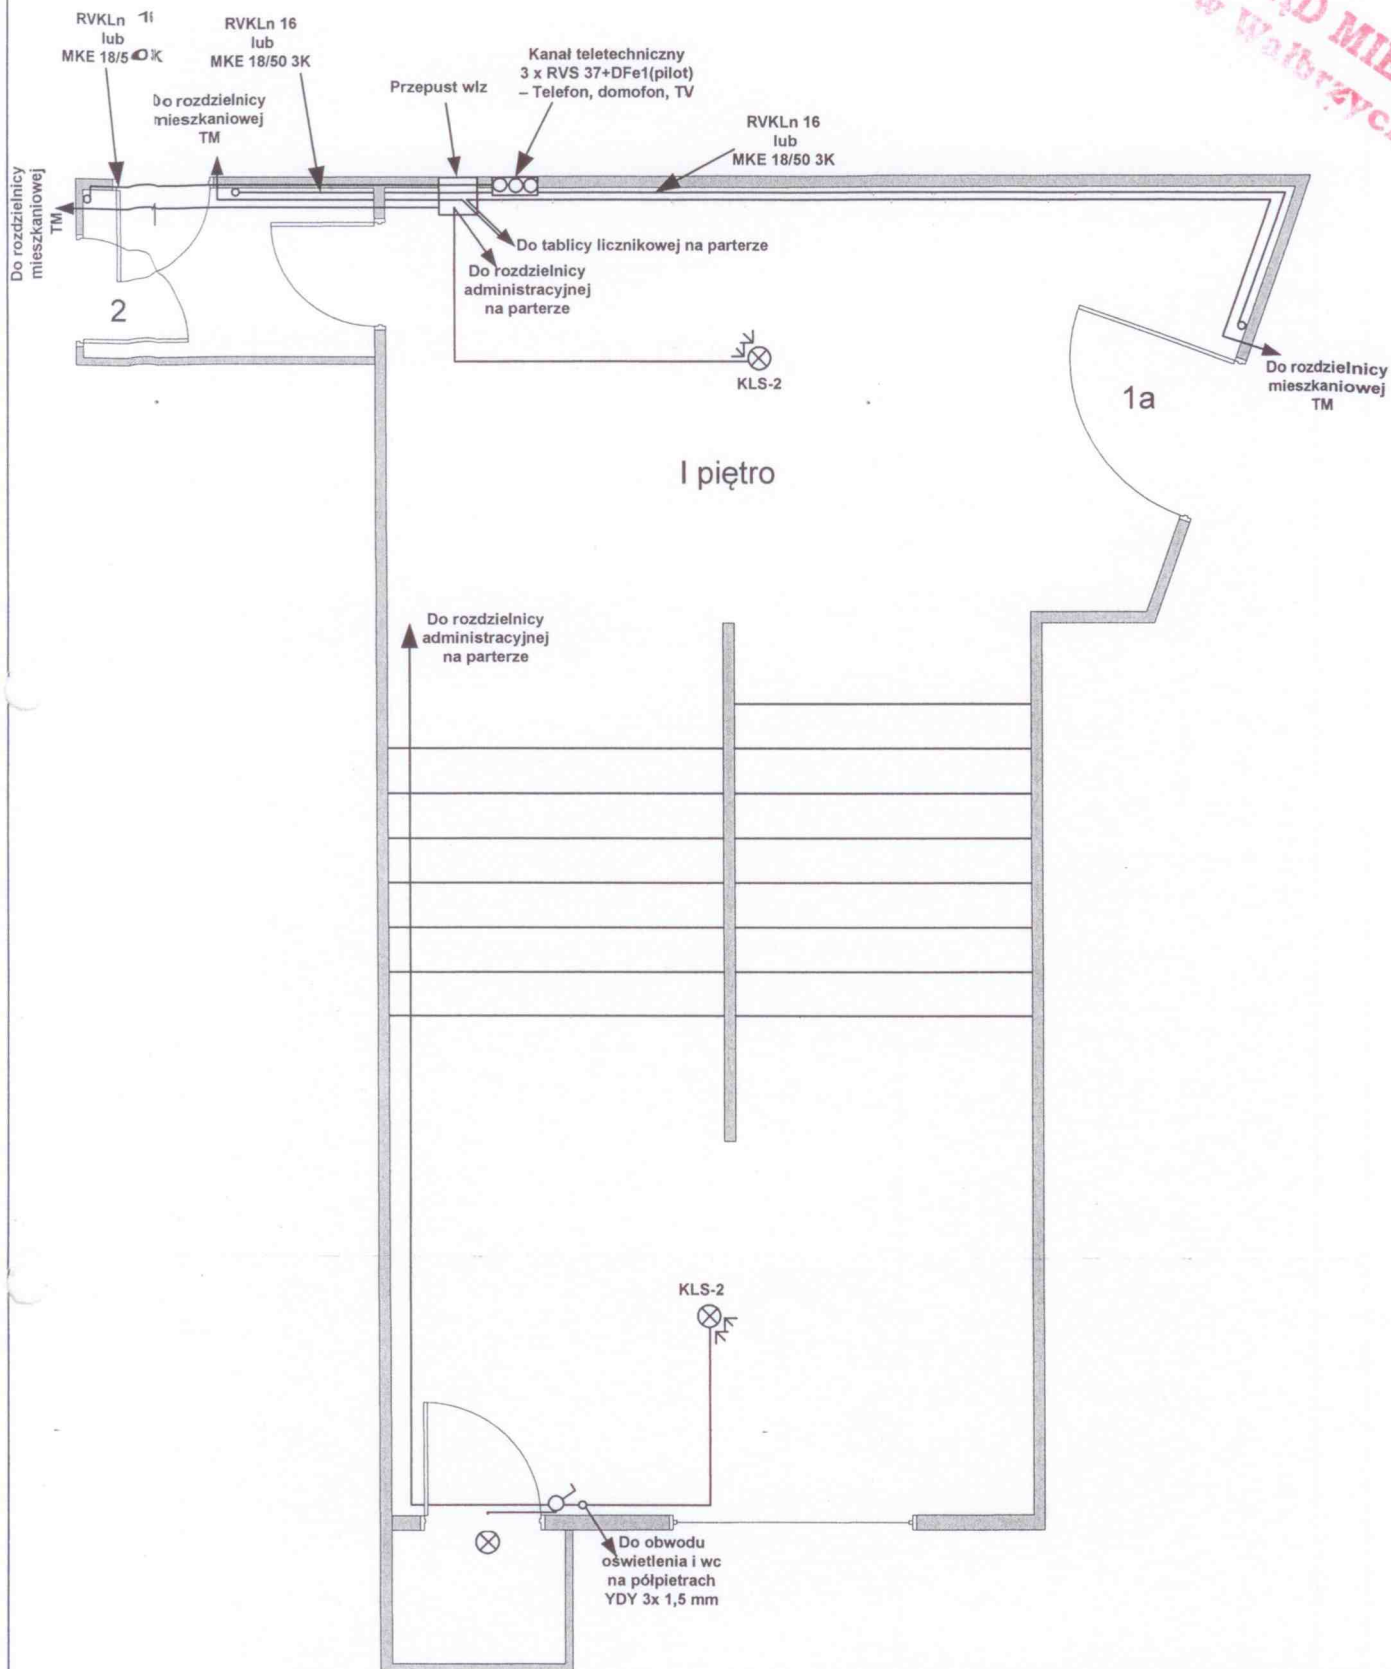 RVKLn
lub
MKE 18/5
RVKLn 16
lub
MKE 18/50 3K
Do rozdzielnicy
mieszkaniowej
TM
Przepust wlz
Kanał teletechniczny
3 x RVS 37+DFe1(pilot)
– Telefon, domofon, TV
RVKLn 16
lub
MKE 18/50 3K
Do rozdzielnicy
mieszkaniowej
TM
1
Do tablicy licznikowej na parterze
Do rozdzielnicy
administracyjnej
na parterze
2
KLS-2
1a
Do rozdzielnicy
mieszkaniowej
TM
I piętro
Do rozdzielnicy
administracyjnej
na parterze
KLS-2
Do obwodu
oświetlenia i wc
na półpietrach
YDY 3x 1,5 mm
w Wałbrzyc